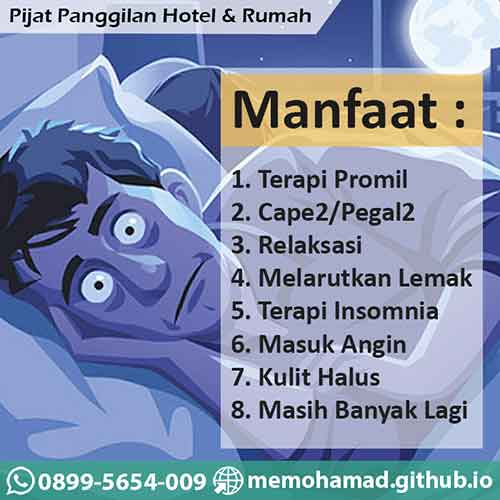 Pijat Panggilan Hotel & Rumah
Manfaat :
1. Terapi Promil
2. Cape2/Pegal2
3. Relaksasi
4. Melarutkan Lemak
5. Terapi Insomnia
6. Masuk Angin
7. Kulit Halus
8. Masih Banyak Lagi
0899-5654-009 memohamad.github.io